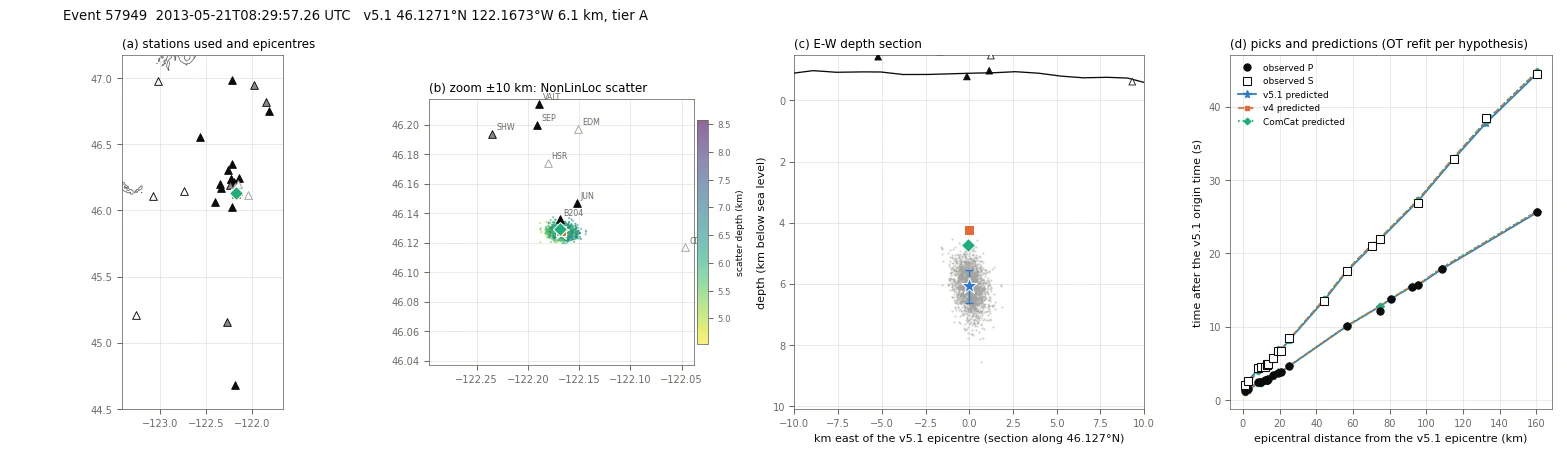 Event 57949  2013-05-21T08:29:57.26 UTC   v5.1 46.1271°N 122.1673°W 6.1 km, tier A
(a) stations used and epicentres
47.0
46.5
46.0
45.5
45.0
44.5
−123.0
−122.5
−122.0
(b) zoom ±10 km: NonLinLoc scatter
VALT
SEP
EDM
SHW
HSR
JUN
B204
46.20
46.18
46.16
46.14
46.12
46.10
46.08
46.06
46.04
−122.25
−122.20
−122.15
−122.10
−122.05
8.5
8.0
7.5
7.0
6.5
6.0
5.5
5.0
scatter depth (km)
(c) E-W depth section
0
2
4
6
8
10
depth (km below sea level)
−10.0
−7.5
−5.0
−2.5
0.0
2.5
5.0
7.5
10.0
km east of the v5.1 epicentre (section along 46.127°N)
(d) picks and predictions (OT refit per hypothesis)
observed P
observed S
v5.1 predicted
v4 predicted
ComCat predicted
40
30
20
10
0
time after the v5.1 origin time (s)
0
20
40
60
80
100
120
140
160
epicentral distance from the v5.1 epicentre (km)